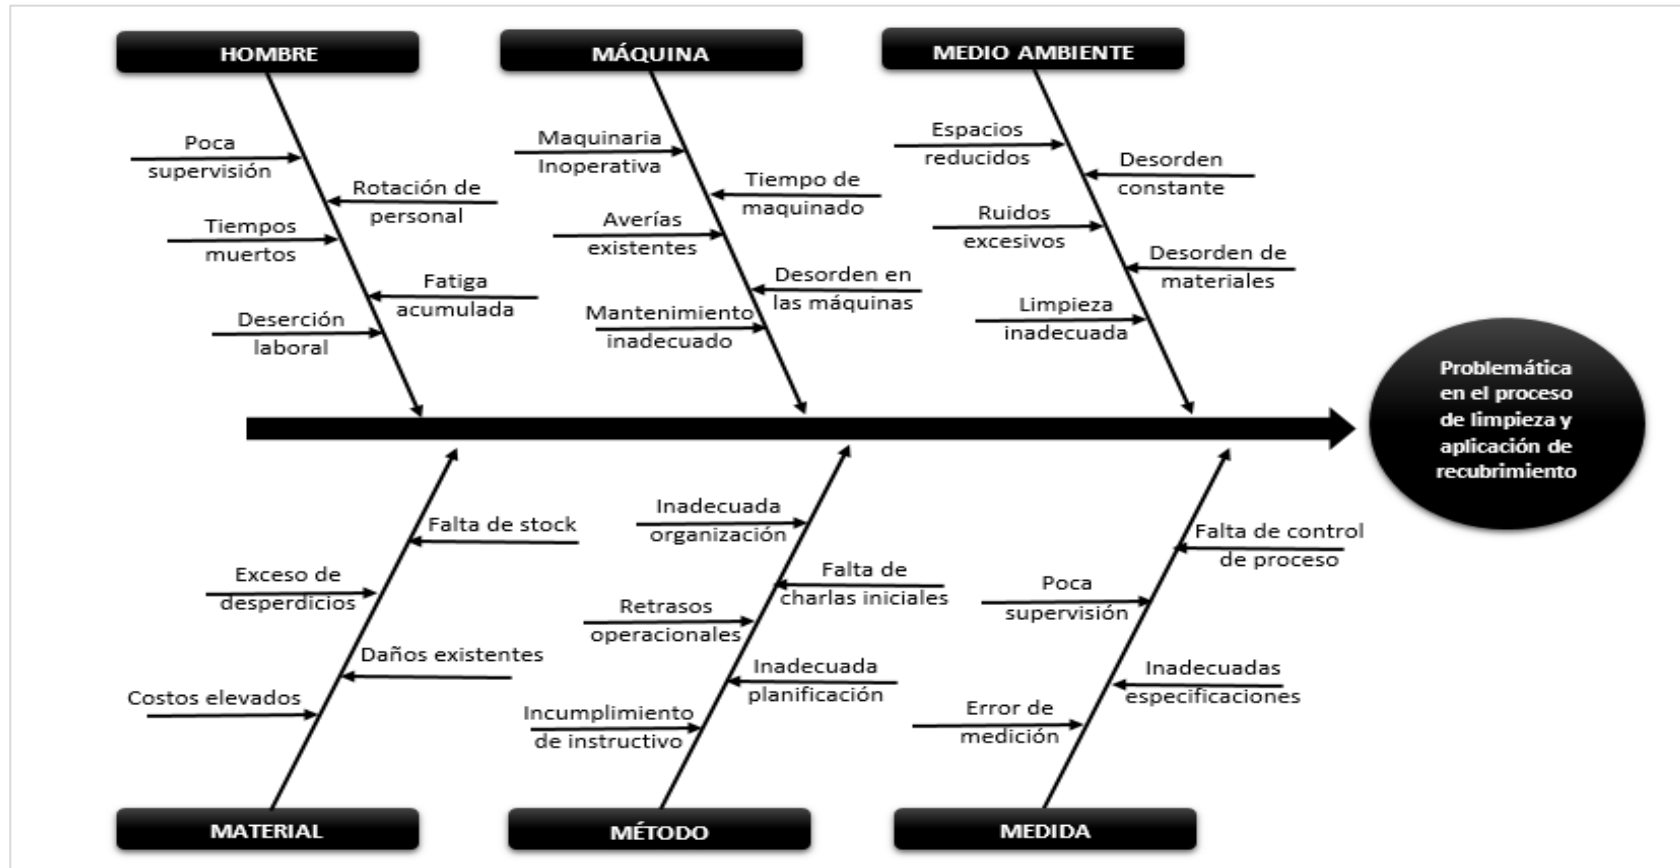 HOMBRE
MÁQUINA
MEDIO AMBIENTE
Poca
supervisión
Rotación de
personal
Tiempos
muertos
Fatiga
acumulada
Deserción
laboral
Maquinaria
Inoperativa
Tiempo de
maquinado
Averías
existentes
Desorden en
las máquinas
Mantenimiento
inadecuado
Espacios
reducidos
Desorden
constante
Ruidos
excesivos
Desorden de
materiales
Limpieza
inadecuada
Problemática
en el proceso
de limpieza y
aplicación de
recubrimiento
Falta de stock
Exceso de
desperdicios
Daños existentes
Costos elevados
Inadecuada
organización
Falta de
charlas iniciales
Retrasos
operacionales
Inadecuada
planificación
Incumplimiento
de instructivo
Falta de control
de proceso
Poca
supervisión
Inadecuadas
especificaciones
Error de
medición
MATERIAL
MÉTODO
MEDIDA